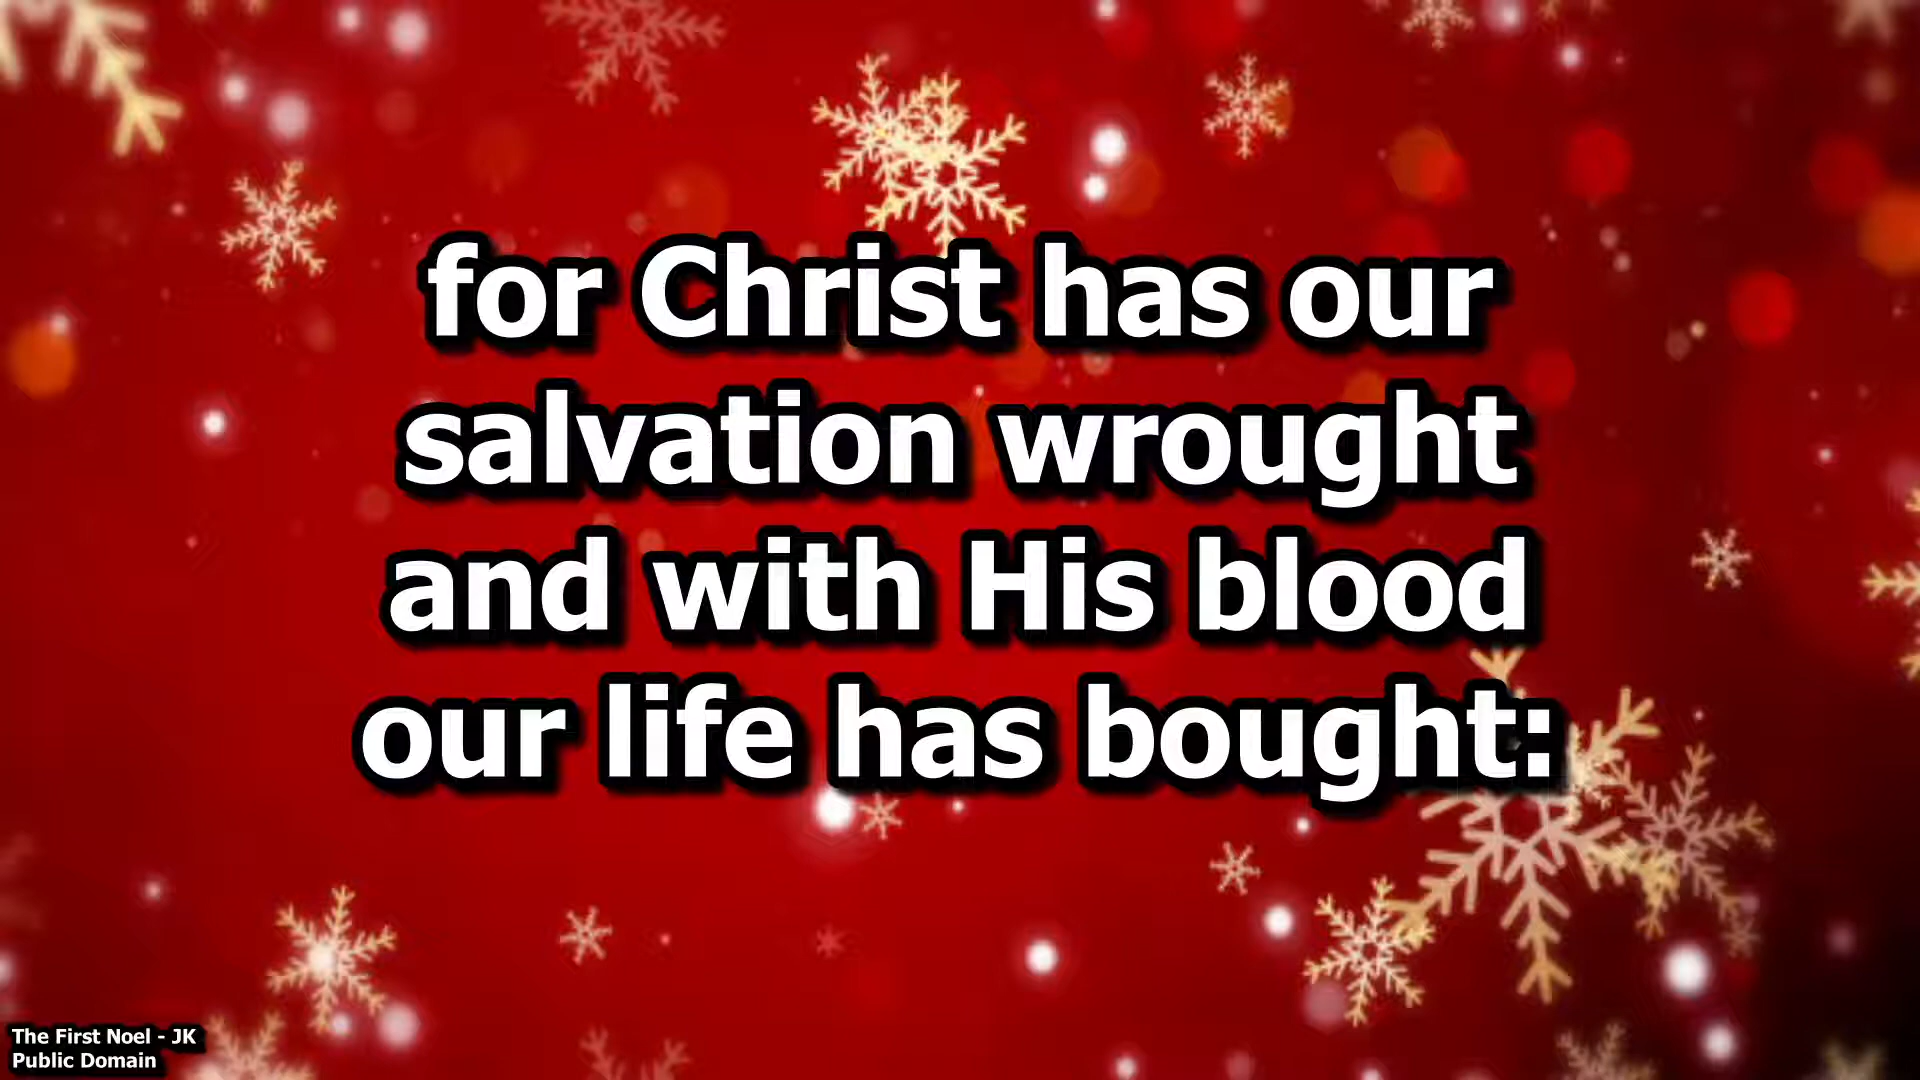 for Christ has our
salvation wrought
and with His blood
our life has bought:
The First Noel - JK
Public Domain